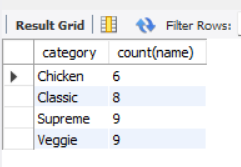 Result Grid Filter Rows:
category count(name)
Chicken 6
Classic 8
Supreme 9
Veggie 9